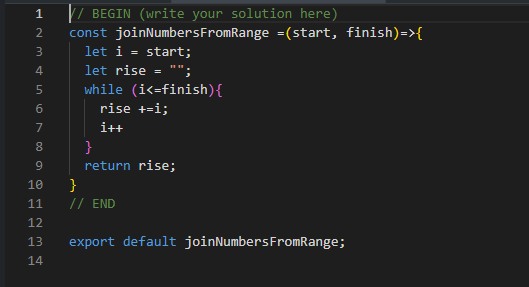 1 // BEGIN (write your solution here)
2 const joinNumbersFromRange =(start, finish)=>{
3 let i = start;
4 let rise = "";
5 while (i<=finish){
6 rise +=i;
7 i++
8 }
9 return rise;
10 }
11 // END
12
13 export default joinNumbersFromRange;
14